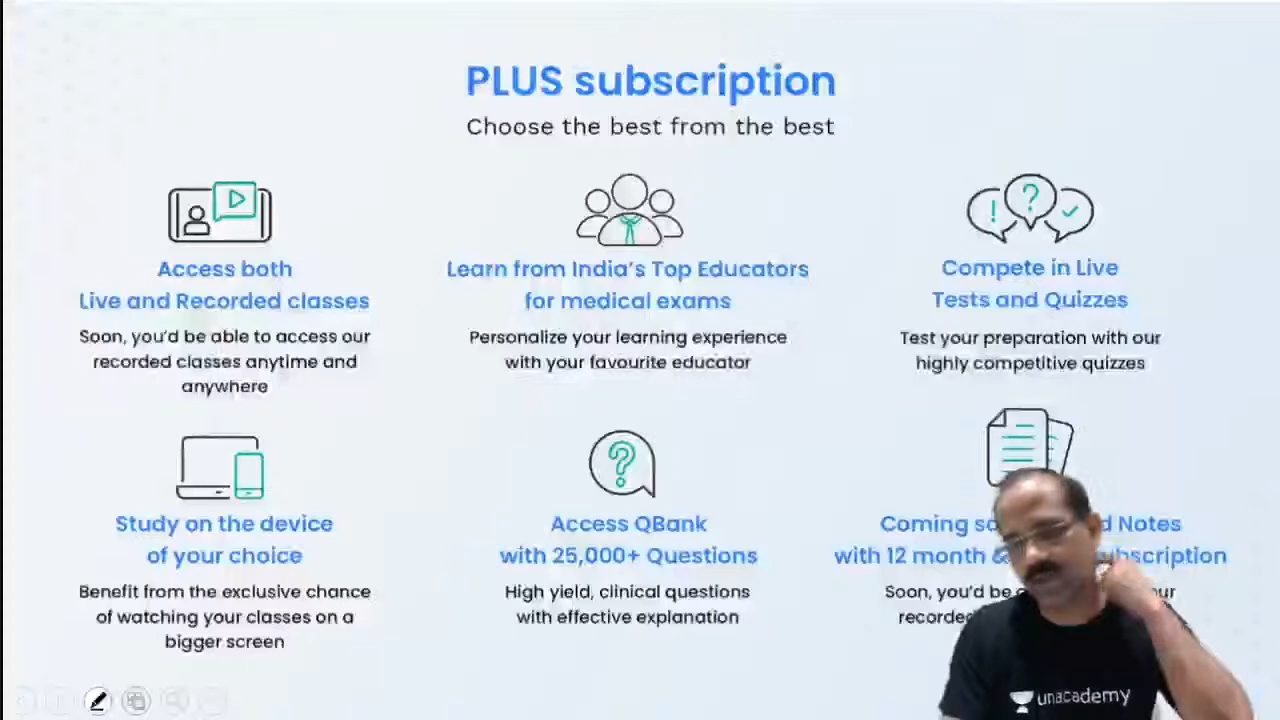 PLUS subscription
Choose the best from the best
Access both
Live and Recorded classes
Soon, you'd be able to access our
recorded classes anytime and
anywhere
Learn from India's Top Educators
for medical exams
Personalize your learning experience
with your favourite educator
Compete in Live
Tests and Quizzes
Test your preparation with our
highly competitive quizzes
Study on the device
of your choice
Benefit from the exclusive chance
of watching your classes on a
bigger screen
Access QBank
with 25,000+ Questions
High yield, clinical questions
with effective explanation
Coming Notes
with 12 month &
Soon, you'd be
recorded
unacademy